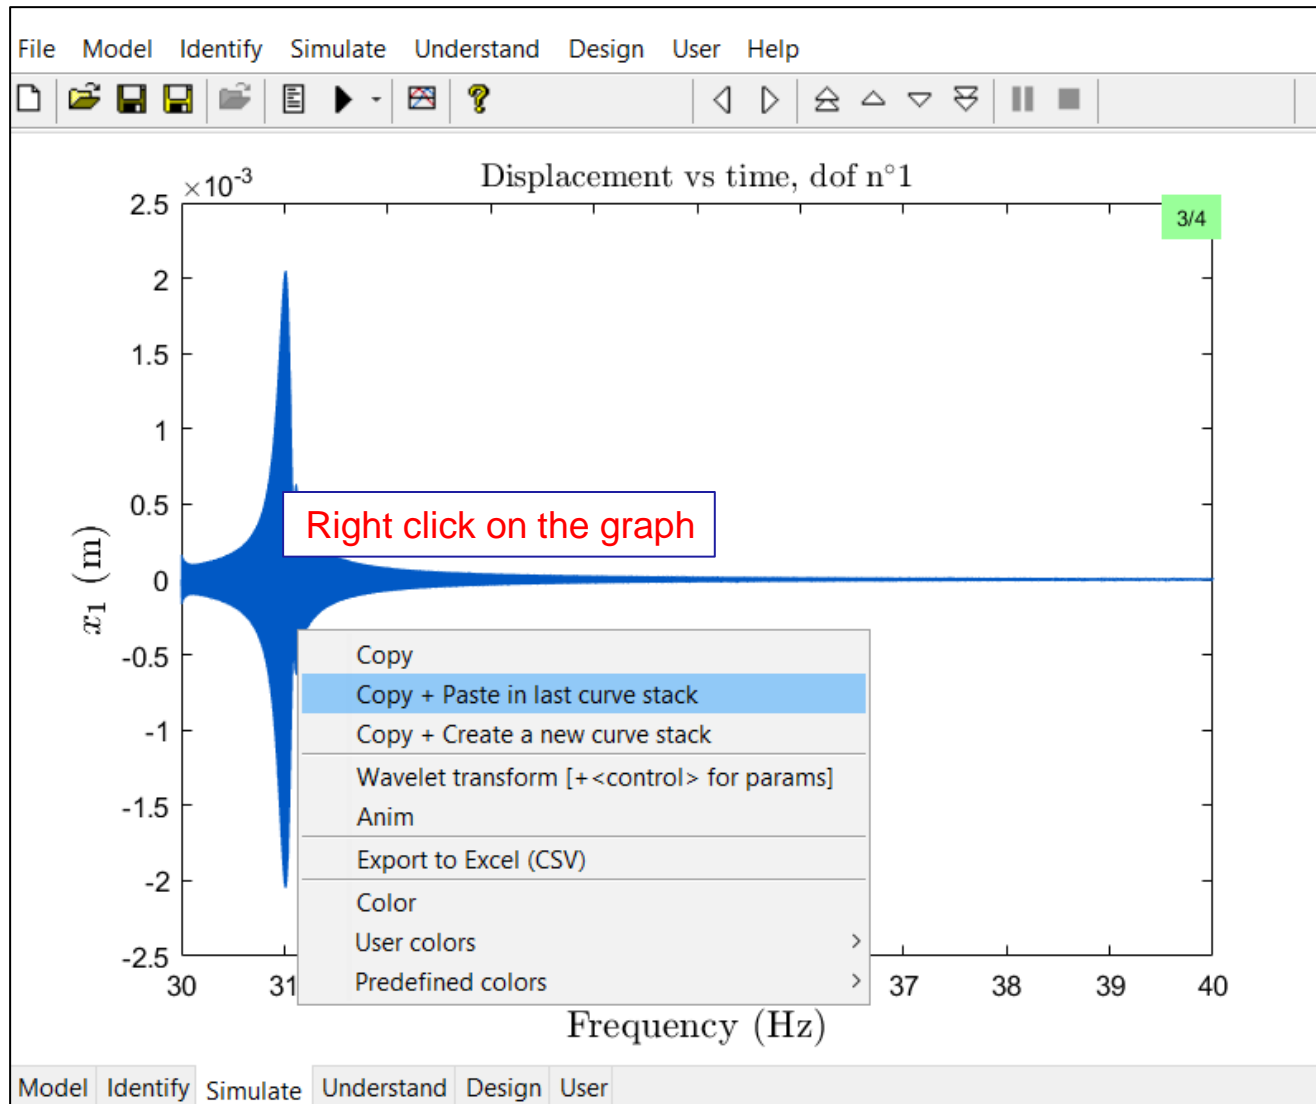 File Model Identify Simulate Understand Design User Help
Displacement vs time, dof n°1
×10-3
3/4
2.5
2
1.5
1
0.5
0
-0.5
-1
-1.5
-2
-2.5
x1 (m)
Right click on the graph
Copy
Copy + Paste in last curve stack
Copy + Create a new curve stack
Wavelet transform [+<control> for params]
Anim
Export to Excel (CSV)
Color
User colors
Predefined colors
30 31 37 38 39 40
Frequency (Hz)
Model Identify Simulate Understand Design User